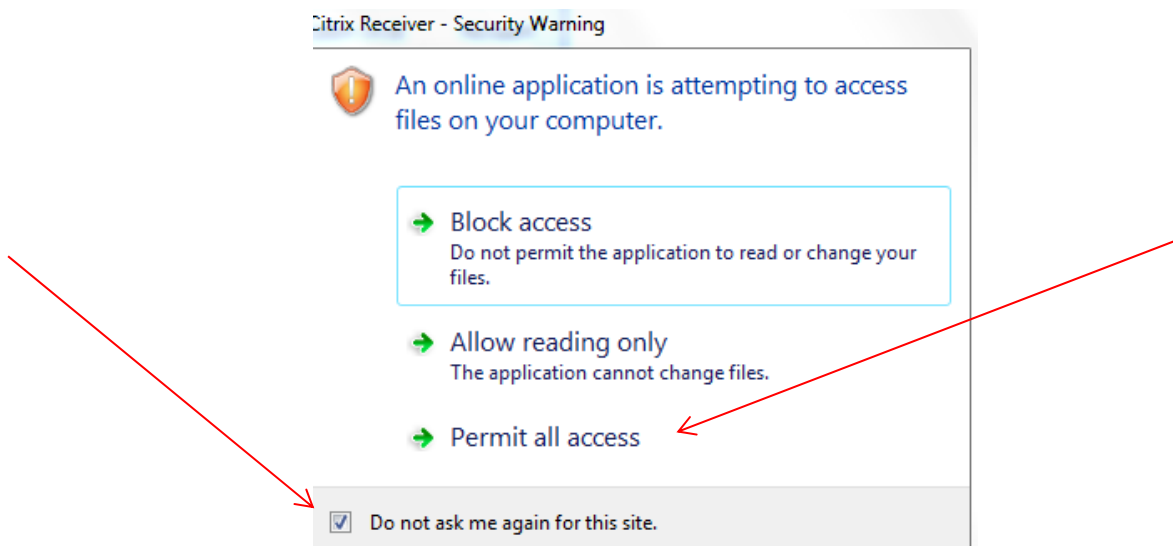 Citrix Receiver - Security Warning
An online application is attempting to access
files on your computer.
Block access
Do not permit the application to read or change your
files.
Allow reading only
The application cannot change files.
Permit all access
Do not ask me again for this site.